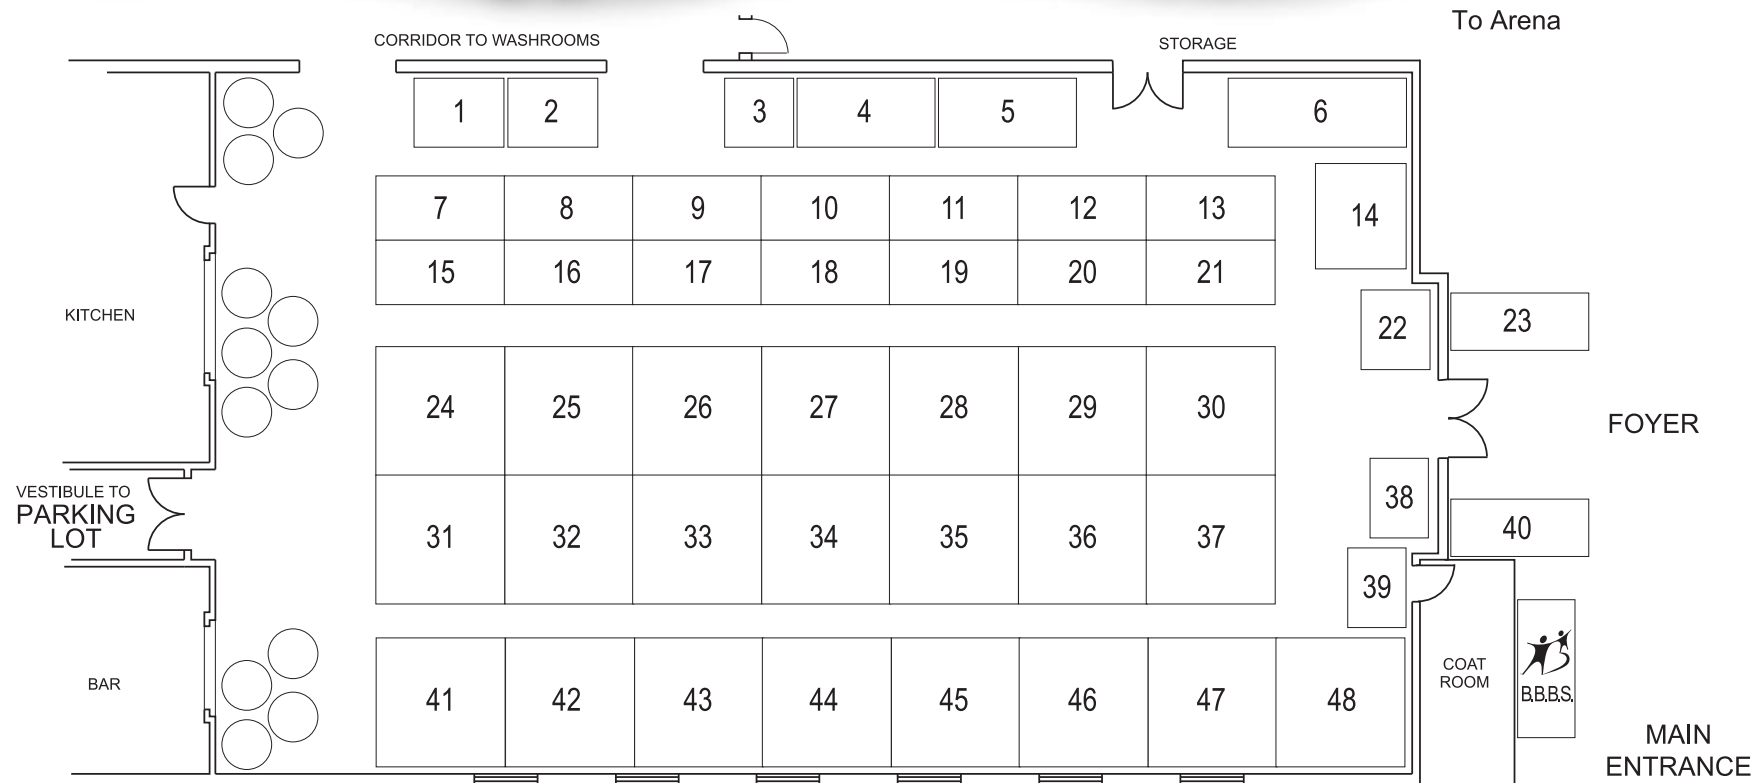 To Arena
CORRIDOR TO WASHROOMS
STORAGE
1 2 3 4 5 6
7 8 9 10 11 12 13
14
15 16 17 18 19 20 21
KITCHEN
22 23
24 25 26 27 28 29 30
FOYER
VESTIBULE TO
PARKING
LOT
38
31 32 33 34 35 36 37
40
39
BAR
41 42 43 44 45 46 47 48
COAT
ROOM
B.B.B.S.
MAIN
ENTRANCE